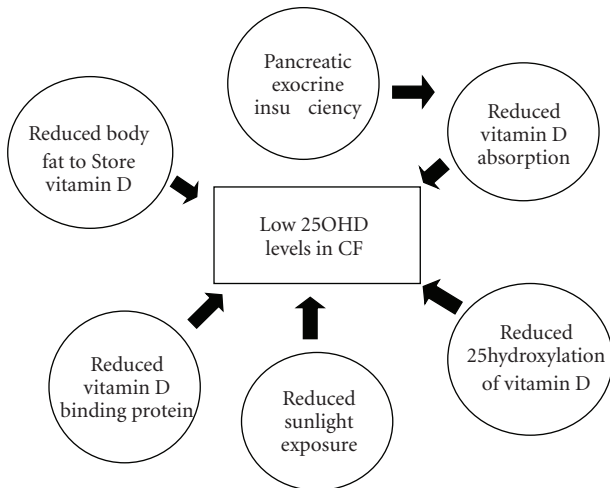 Pancreatic
exocrine
insu ciency
Reduced body
fat to Store
vitamin D
Reduced
vitamin D
absorption
Low 25OHD
levels in CF
Reduced
vitamin D
binding protein
Reduced
sunlight
exposure
Reduced
25hydroxylation
of vitamin D